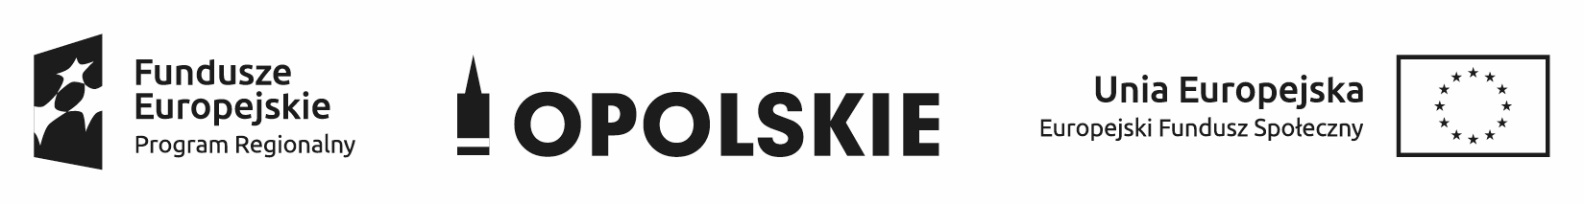 Fundusze
Europejskie
Program Regionalny
OPOLSKIE
Unia Europejska
Europejski Fundusz Społeczny